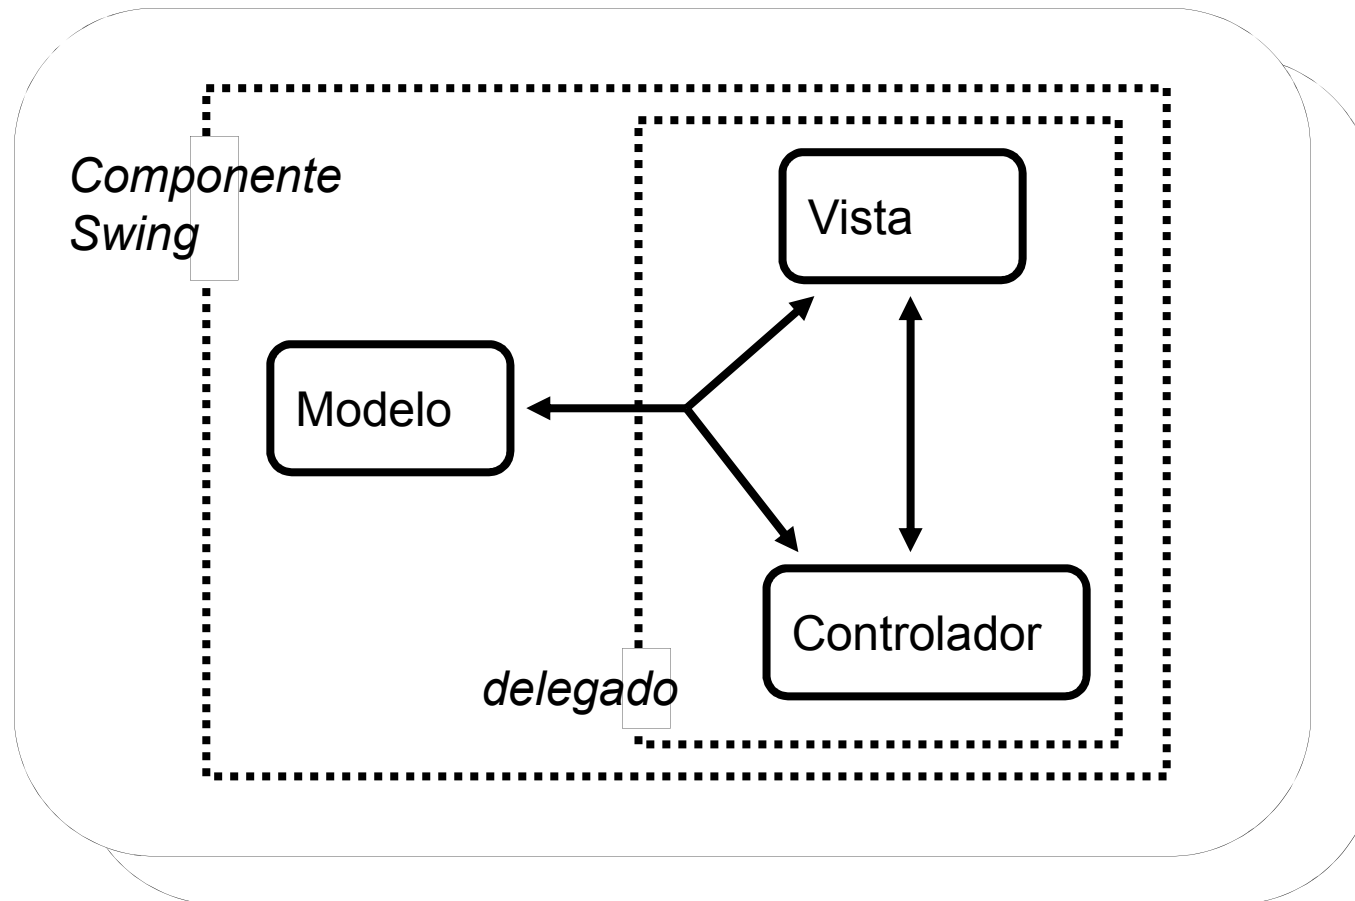 Componente
Swing
Vista
Modelo
Controlador
delegado